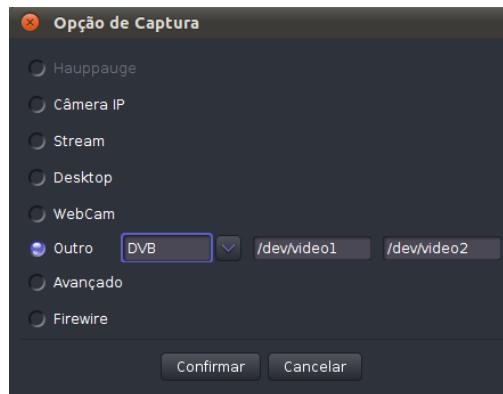 Opção de Captura
Hauppauge
Câmera IP
Stream
Desktop
WebCam
Outro DVB /dev/video1 /dev/video2
Avançado
Firewire
Confirmar Cancelar